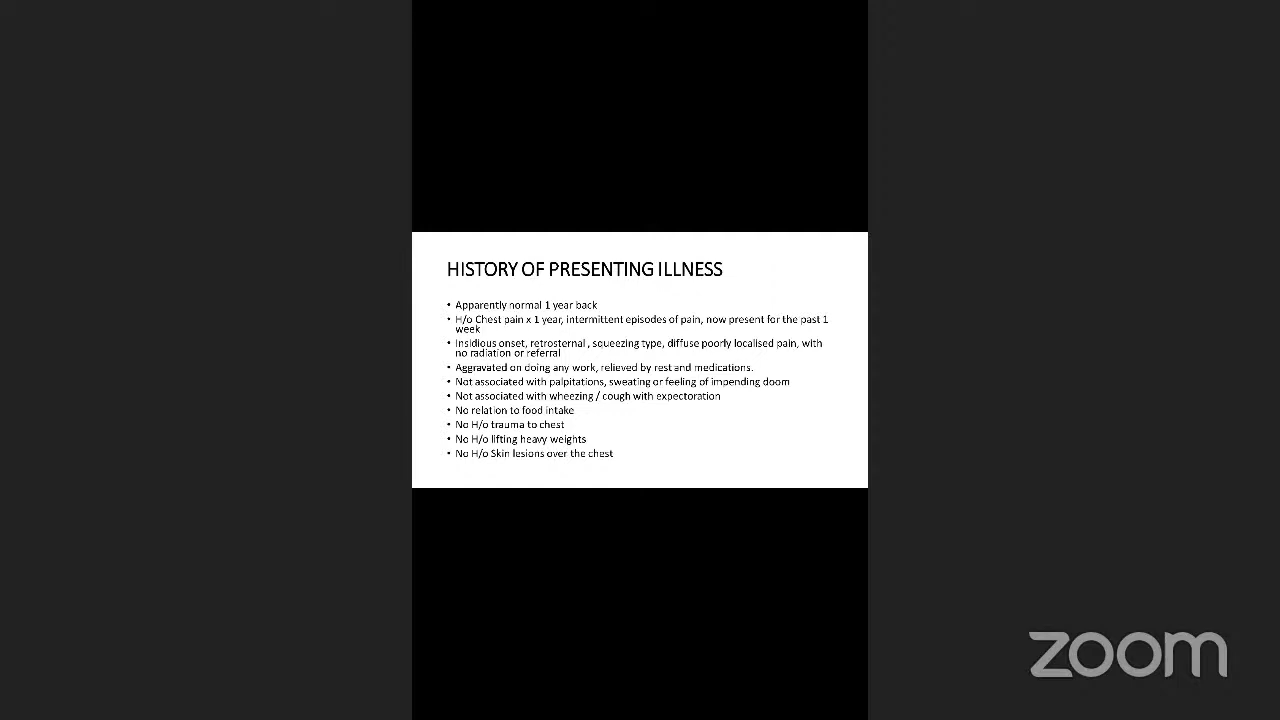 HISTORY OF PRESENTING ILLNESS
• Apparently normal 1 year back
• H/o Chest pain x 1 year, intermittent episodes of pain, now present for the past 1
week
• Insidious onset, retrosternal , squeezing type, diffuse poorly localised pain, with
no radiation or referral
• Aggravated on doing any work, relieved by rest and medications.
• Not associated with palpitations, sweating or feeling of impending doom
• Not associated with wheezing / cough with expectoration
• No relation to food intake
• No H/o trauma to chest
• No H/o lifting heavy weights
• No H/o Skin lesions over the chest
zoom